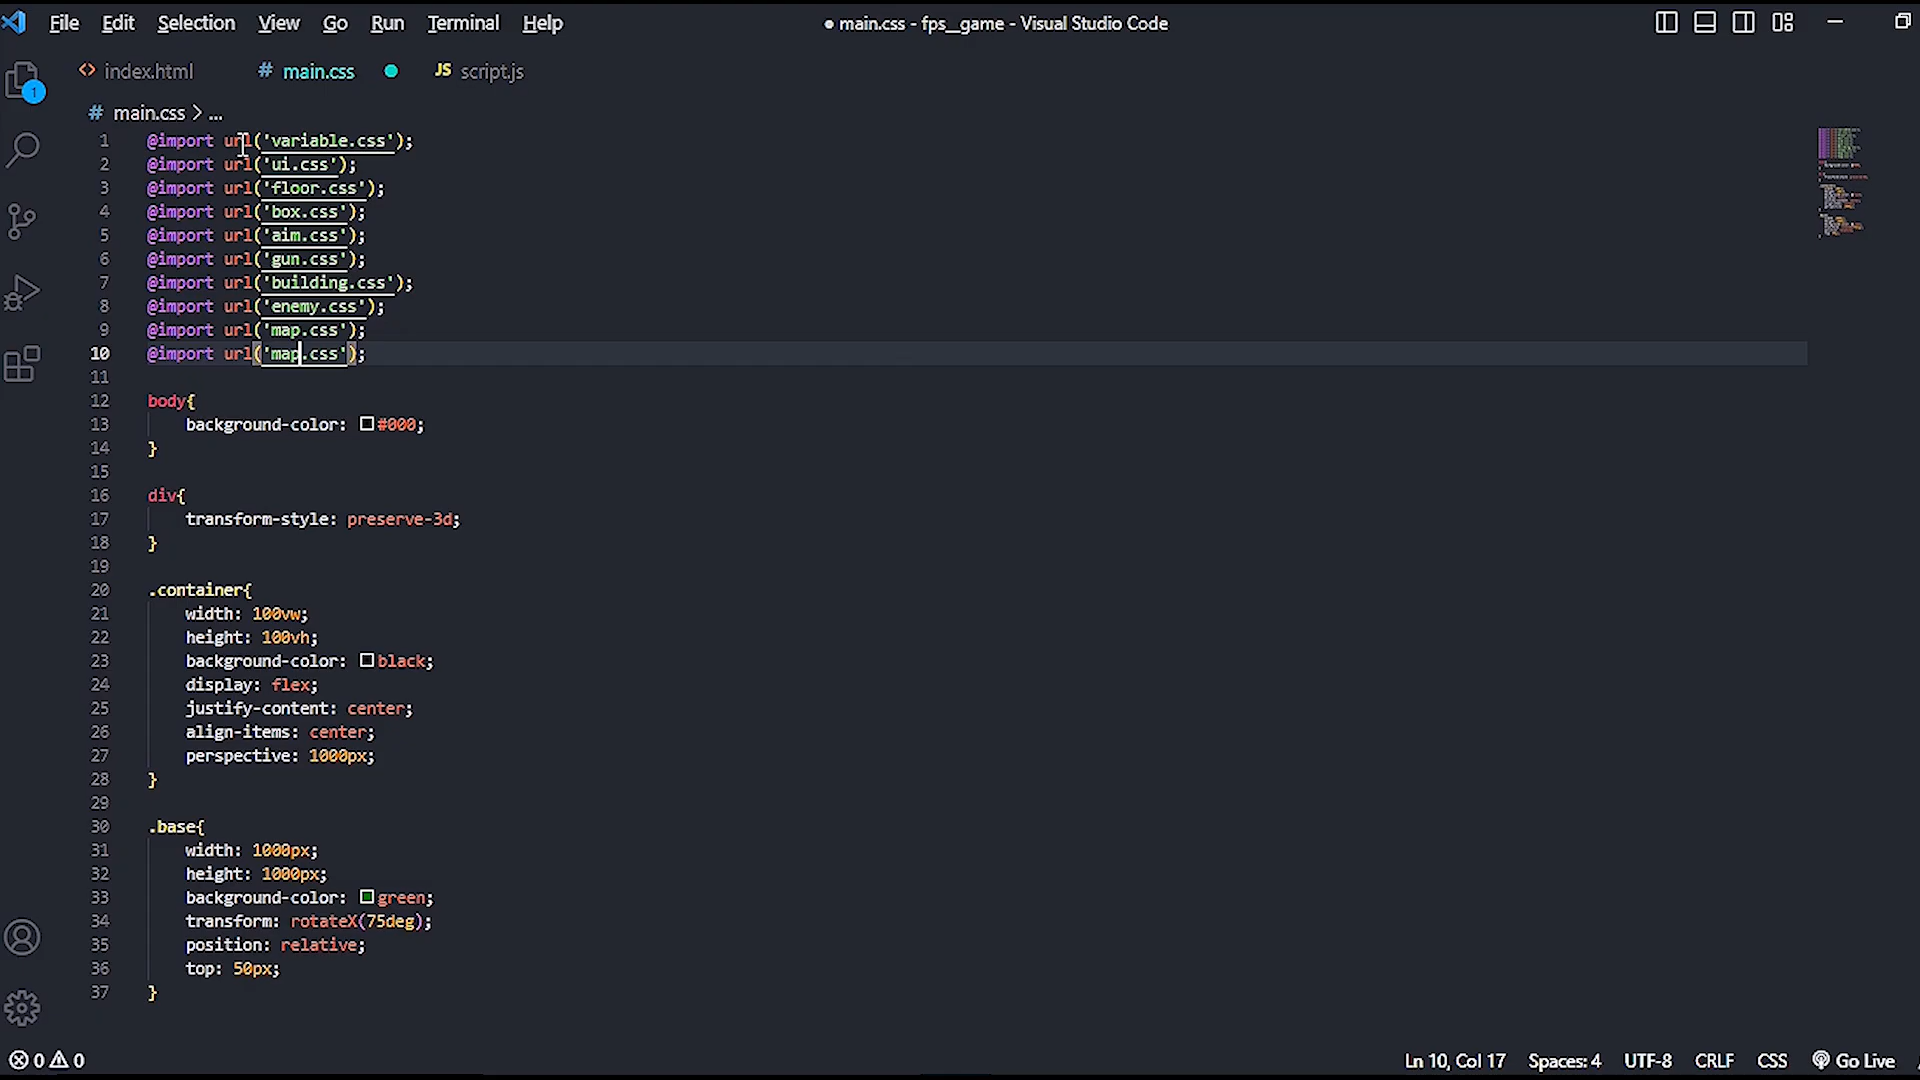 File Edit Selection View Go Run Terminal Help
● main.css - fps_game - Visual Studio Code
<> index.html # main.css ● JS script.js
1
# main.css > ...
1 @import url('variable.css');
2 @import url('ui.css');
3 @import url('floor.css');
4 @import url('box.css');
5 @import url('aim.css');
6 @import url('gun.css');
7 @import url('building.css');
8 @import url('enemy.css');
9 @import url('map.css');
10 @import url('map.css');
11
12 body{
13 background-color: #000;
14 }
15
16 div{
17 transform-style: preserve-3d;
18 }
19
20 .container{
21 width: 100vw;
22 height: 100vh;
23 background-color: black;
24 display: flex;
25 justify-content: center;
26 align-items: center;
27 perspective: 1000px;
28 }
29
30 .base{
31 width: 1000px;
32 height: 1000px;
33 background-color: green;
34 transform: rotateX(75deg);
35 position: relative;
36 top: 50px;
37 }
0 0 Ln 10, Col 17 Spaces: 4 UTF-8 CRLF CSS Go Live